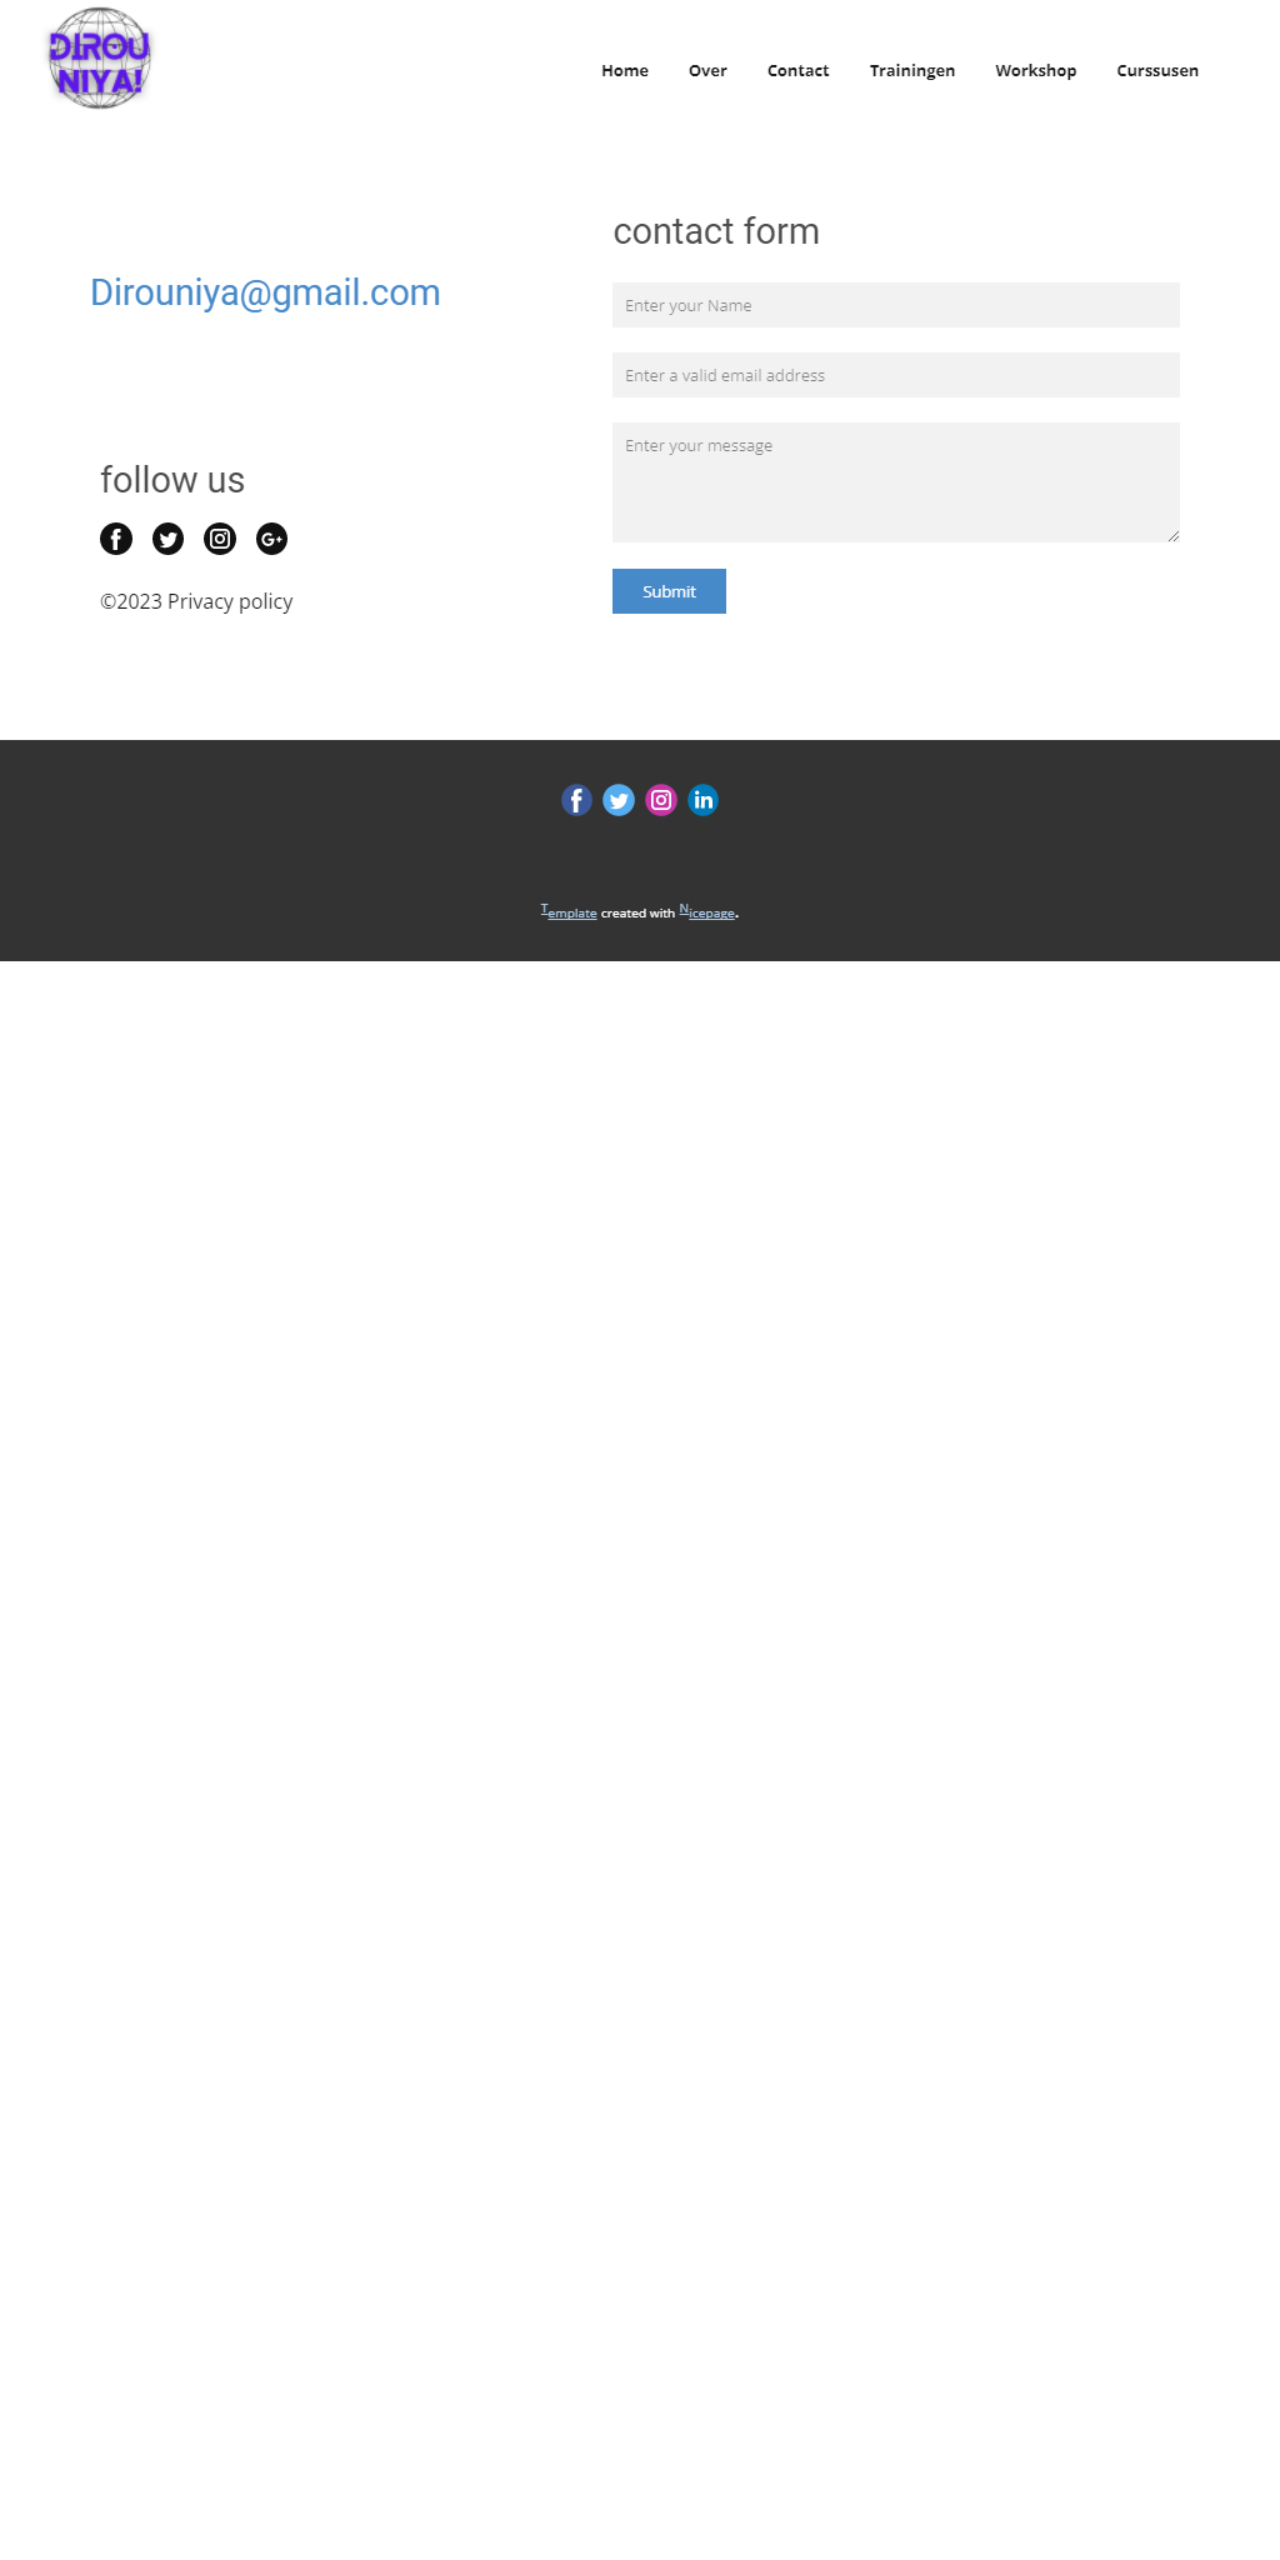 DIROU
NIYA!
Home Over Contact Trainingen Workshop Curssusen
contact form
Dirouniya@gmail.com
Enter your Name
Enter a valid email address
Enter your message
follow us
©2023 Privacy policy
Submit
Template created with Nicepage.